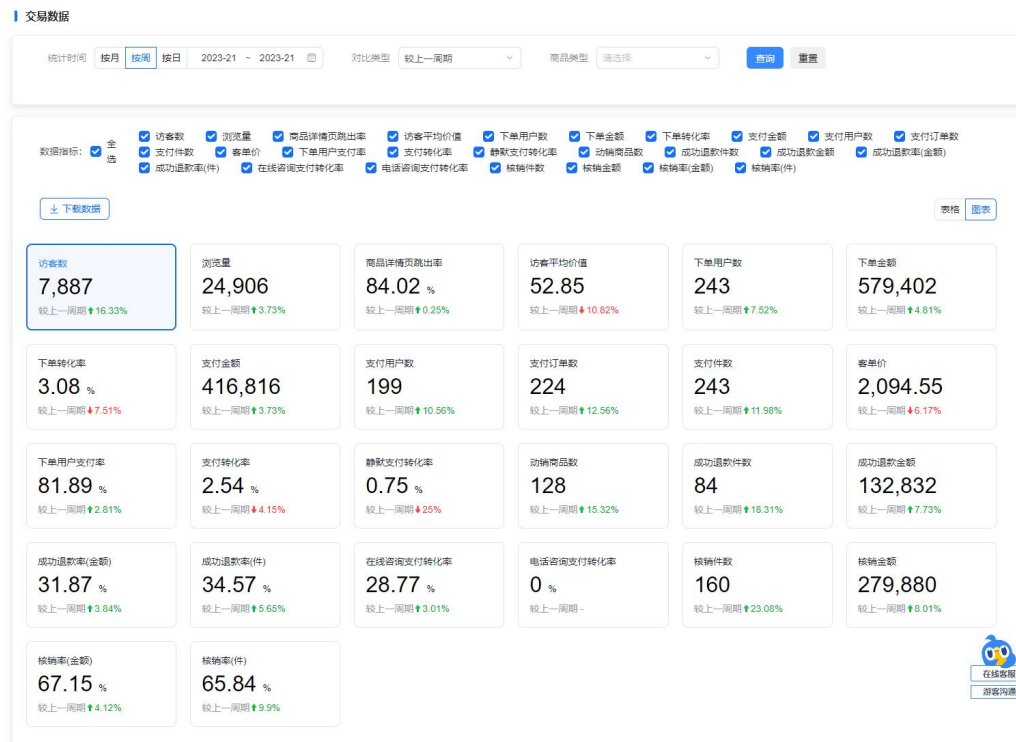 交易数据
统计时间 按月 按周 按日 2023-21 ~ 2023-21 对比类型 较上一周期 商品类型 请选择 查询 重置
数据指标: 全选
访客数 浏览量 商品详情页跳出率 访客平均价值 下单用户数 下单金额 下单转化率 支付金额 支付用户数 支付订单数
支付件数 客单价 下单用户支付率 支付转化率 静默支付转化率 动销商品数 成功退款件数 成功退款金额 成功退款率(金额)
成功退款率(件) 在线咨询支付转化率 电话咨询支付转化率 核销件数 核销金额 核销率(金额) 核销率(件)
下载数据 表格 图表
访客数 浏览量 商品详情页跳出率 访客平均价值 下单用户数 下单金额
7,887 24,906 84.02 % 52.85 243 579,402
较上一周期16.33% 较上一周期3.73% 较上一周期0.25% 较上一周期10.82% 较上一周期7.52% 较上一周期4.81%
下单转化率 支付金额 支付用户数 支付订单数 支付件数 客单价
3.08 % 416,816 199 224 243 2,094.55
较上一周期7.51% 较上一周期3.73% 较上一周期10.56% 较上一周期12.56% 较上一周期11.98% 较上一周期6.17%
下单用户支付率 支付转化率 静默支付转化率 动销商品数 成功退款件数 成功退款金额
81.89 % 2.54 % 0.75 % 128 84 132,832
较上一周期2.81% 较上一周期4.15% 较上一周期25% 较上一周期15.32% 较上一周期18.31% 较上一周期7.73%
成功退款率(金额) 成功退款率(件) 在线咨询支付转化率 电话咨询支付转化率 核销件数 核销金额
31.87 % 34.57 % 28.77 % 0 % 160 279,880
较上一周期3.84% 较上一周期5.65% 较上一周期3.01% 较上一周期 - 较上一周期23.08% 较上一周期8.01%
核销率(金额) 核销率(件)
67.15 % 65.84 %
较上一周期4.12% 较上一周期9.9%
在线客服
游客沟通